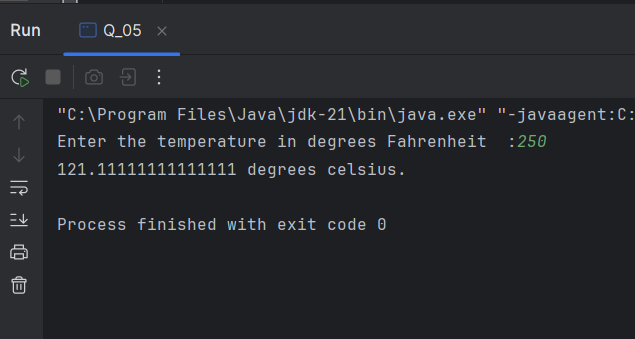 Run Q_05
"C:\Program Files\Java\jdk-21\bin\java.exe" "-javaagent:C:
Enter the temperature in degrees Fahrenheit  :250
121.11111111111111 degrees celsius.
Process finished with exit code 0